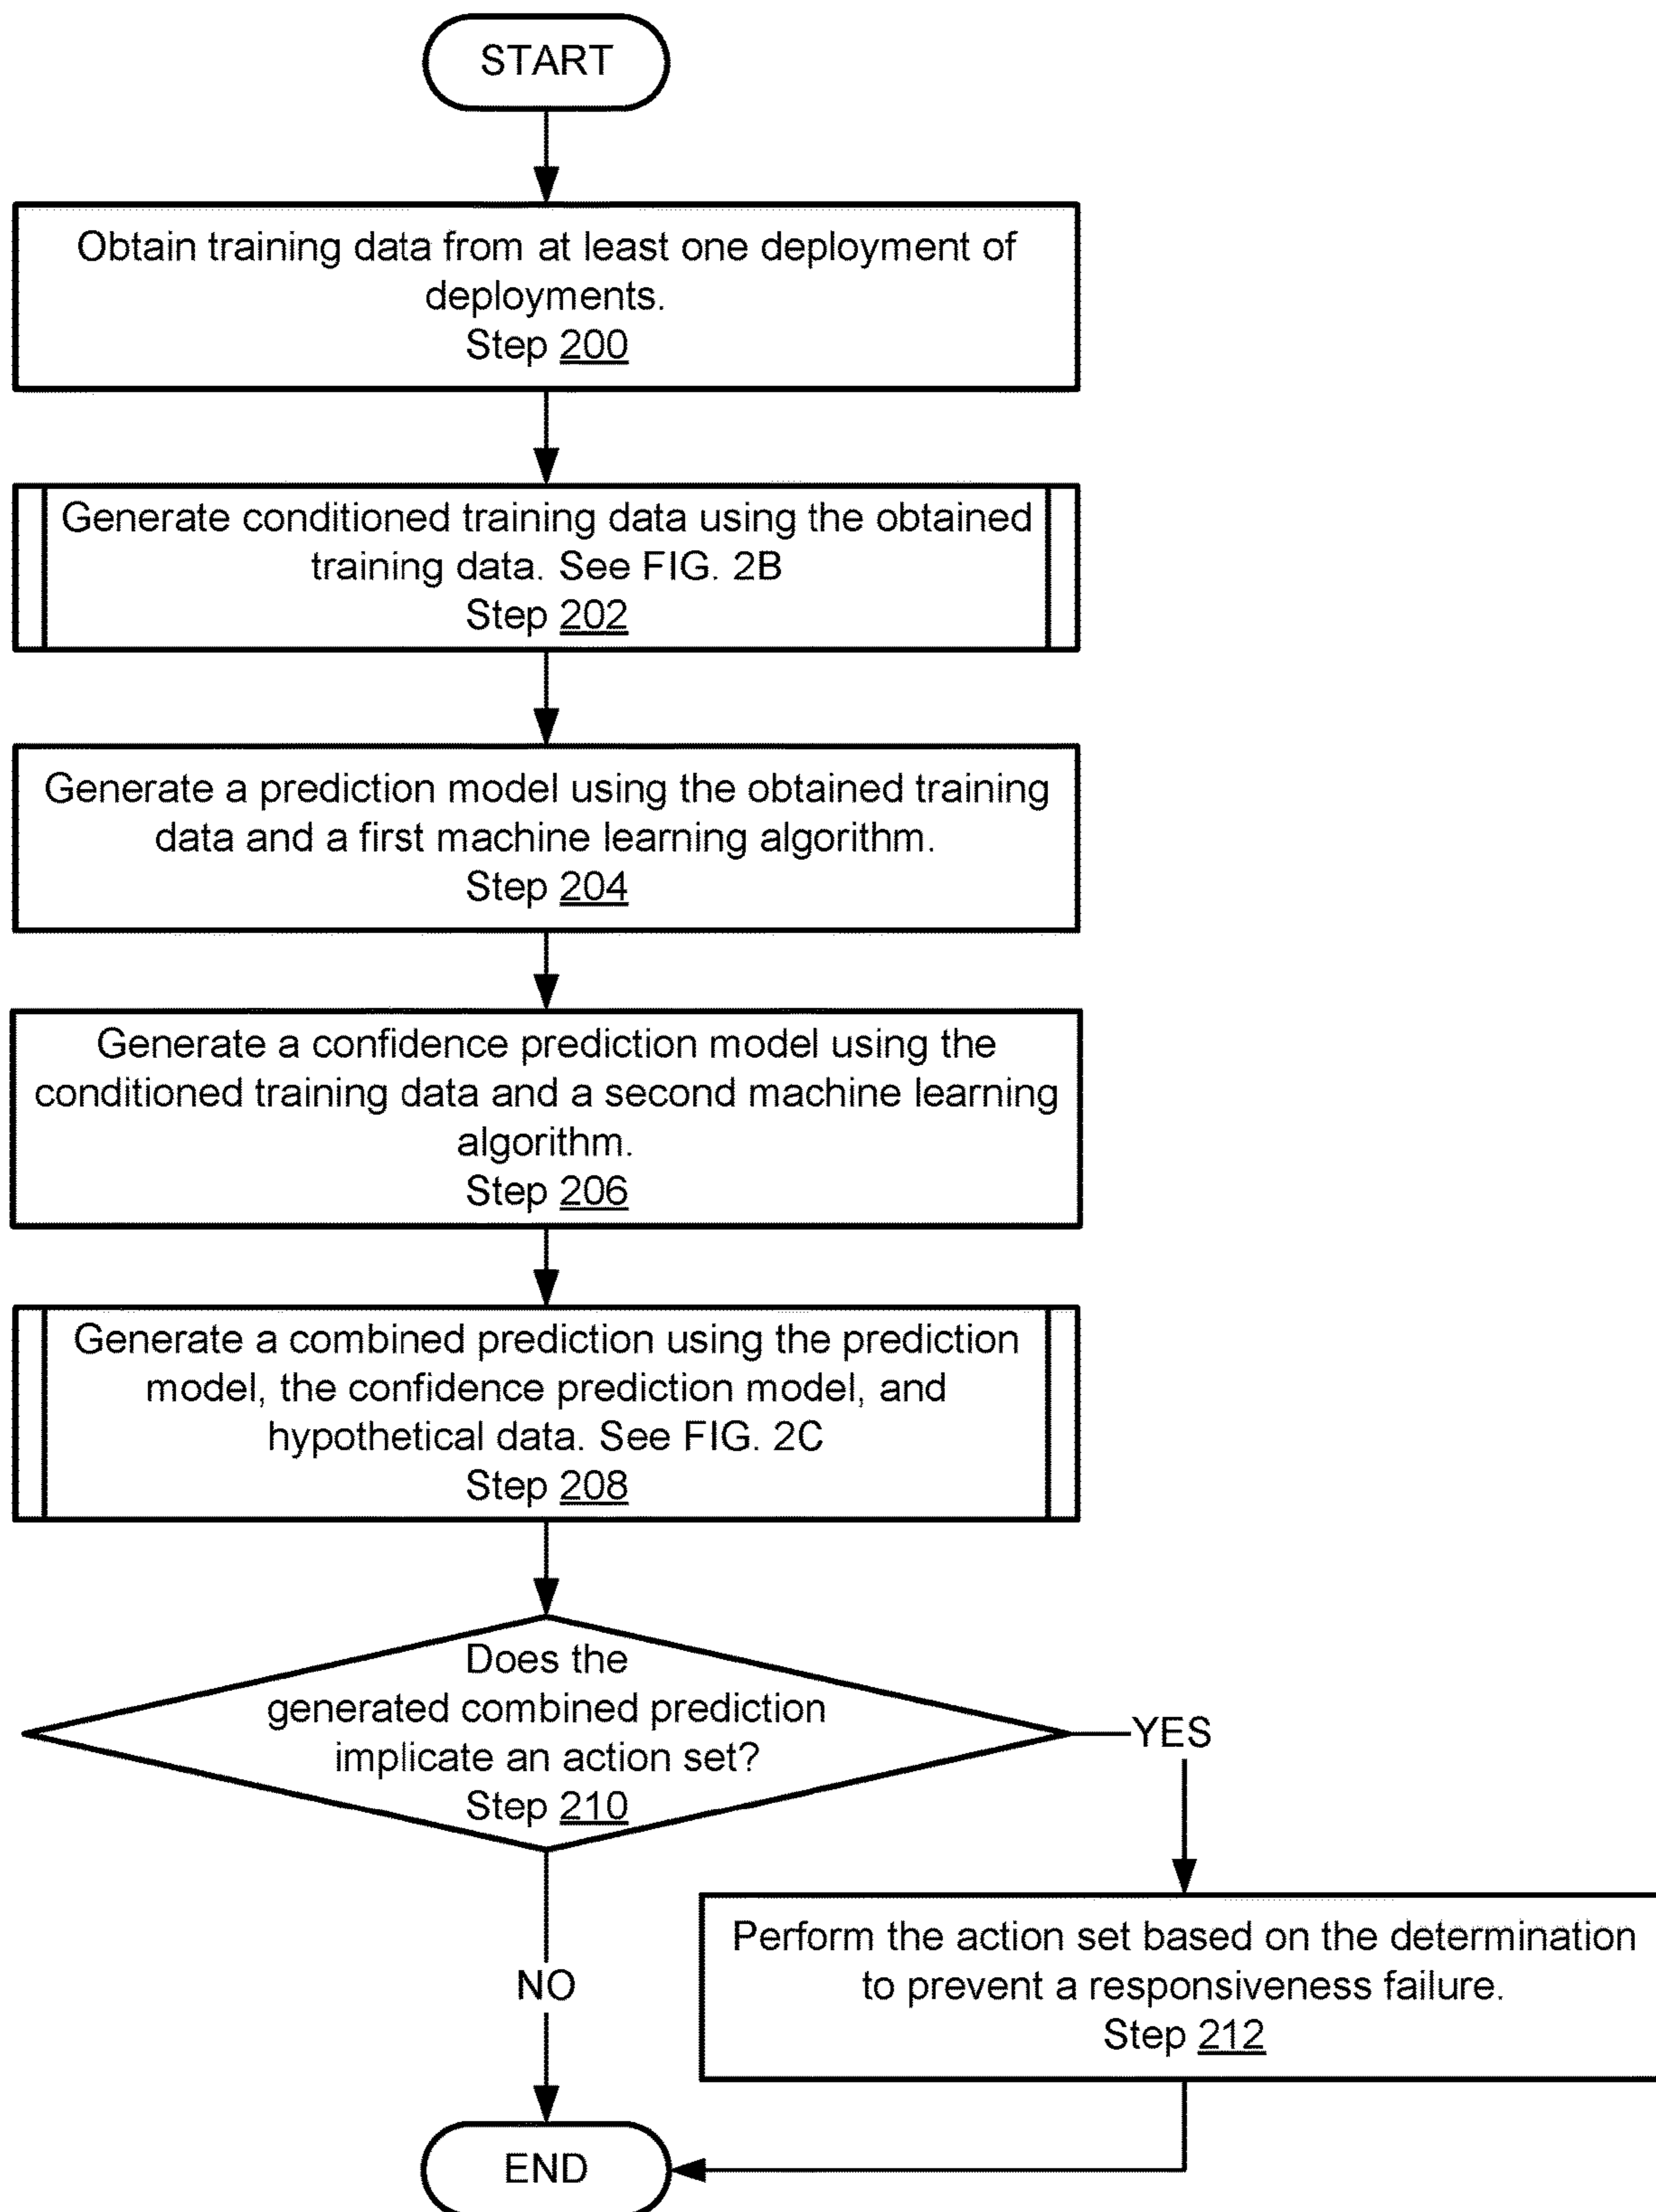 START
Obtain training data from at least one deployment of
deployments.
Step 200
Generate conditioned training data using the obtained
training data. See FIG. 2B
Step 202
Generate a prediction model using the obtained training
data and a first machine learning algorithm.
Step 204
Generate a confidence prediction model using the
conditioned training data and a second machine learning
algorithm.
Step 206
Generate a combined prediction using the prediction
model, the confidence prediction model, and
hypothetical data. See FIG. 2C
Step 208
Does the
generated combined prediction
implicate an action set?
Step 210
YES
Perform the action set based on the determination
to prevent a responsiveness failure.
Step 212
NO
END